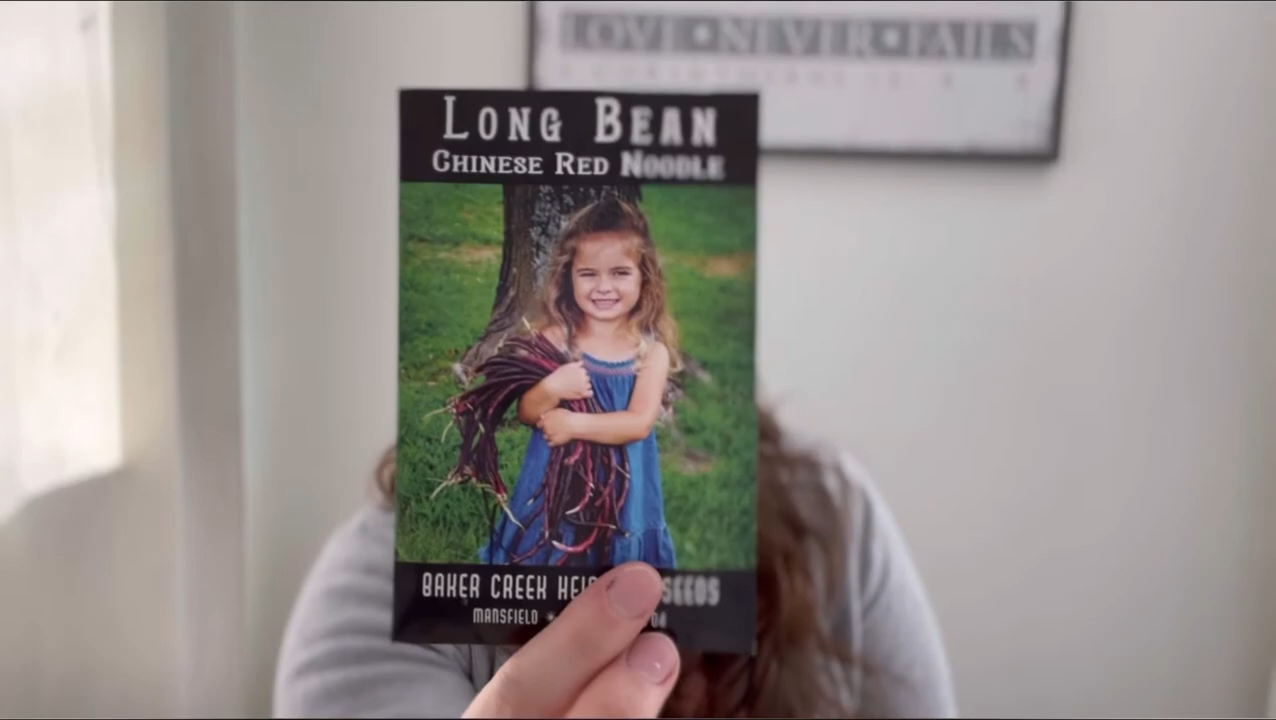 LOVE • NEVER • FAILS
LONG BEAN
CHINESE RED NOODLE
BAKER CREEK HEI SEEDS
MANSFIELD